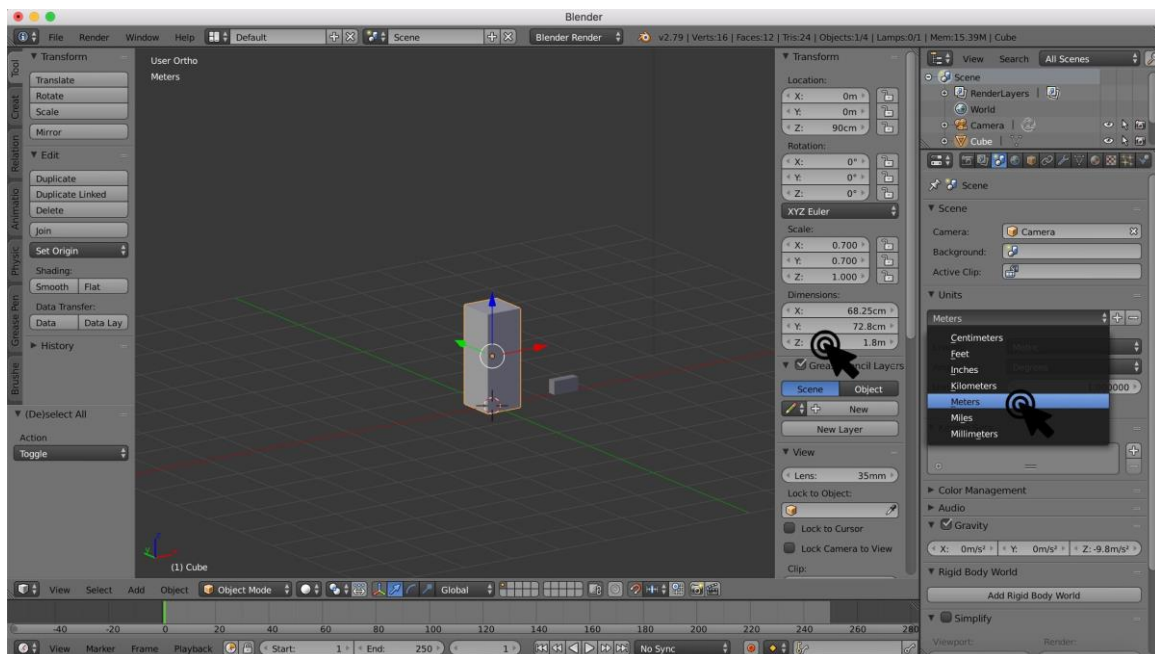 Blender
File Render Window Help Default Scene Blender Render v2.79 | Verts:16 | Faces:12 | Tris:24 | Objects:1/4 | Lamps:0/1 | Mem:15.39M | Cube
Tool
Creat
Relation
Animatio
Physic
Grease Pen
Brushe
Transform
Translate
Rotate
Scale
Mirror
Edit
Duplicate
Duplicate Linked
Delete
Join
Set Origin
Shading:
Smooth Flat
Data Transfer:
Data Data Lay
History
(De)select All
Action
Toggle
User Ortho
Meters
(1) Cube
Transform
Location:
X: 0m
Y: 0m
Z: 90cm
Rotation:
X: 0°
Y: 0°
Z: 0°
XYZ Euler
Scale:
X: 0.700
Y: 0.700
Z: 1.000
Dimensions:
X: 68.25cm
Y: 72.8cm
Z: 1.8m
Layers
Scene Object
New
New Layer
View
Lens: 35mm
Lock to Object:
Lock to Cursor
Lock Camera to View
Clip:
View Search All Scenes
Scene
RenderLayers
World
Camera
Cube
Scene
Scene
Camera: Camera
Background:
Active Clip:
Units
Meters
Centimeters
Feet
Inches
Kilometers
Meters
Miles
Millimeters
Color Management
Audio
Gravity
X: 0m/s² Y: 0m/s² Z: -9.8m/s²
Rigid Body World
Add Rigid Body World
Simplify
Viewport: Render:
View Select Add Object Object Mode Global
-40 -20 0 20 40 60 80 100 120 140 160 180 200 220 240 260 280
View Marker Frame Playback Start: 1 End: 250 1 No Sync